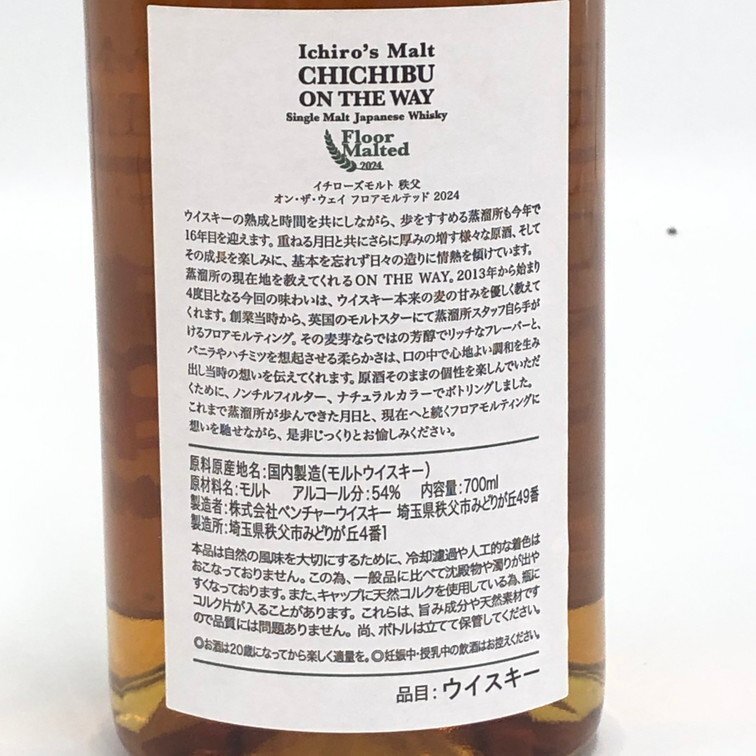 Ichiro's Malt
CHICHIBU
ON THE WAY
Single Malt Japanese Whisky
Floor
Malted
2024
イチローズモルト 秩父
オン・ザ・ウェイ フロアモルテッド 2024
ウイスキーの熟成と時間を共にしながら、歩をすすめる蒸溜所も今年で
16年目を迎えます。重ねる月日と共にさらに厚みの増す様々な原酒、そして
その成長を楽しみに、基本を忘れず日々の造りに情熱を傾けています。
蒸溜所の現在地を教えてくれるON THE WAY。2013年から始まり
4度目となる今回の味わいは、ウイスキー本来の麦の甘みを優しく教えて
くれます。創業当時から、英国のモルトスターにて蒸溜所スタッフ自ら手が
けるフロアモルティング。その麦芽ならではの芳醇でリッチなフレーバーと、
バニラやハチミツを想起させる柔らかさは、口の中で心地よい調和を生み
出し当時の想いを伝えてくれます。原酒そのままの個性を楽しんでいただ
くために、ノンチルフィルター、ナチュラルカラーでボトリングしました。
これまで蒸溜所が歩んできた月日と、現在へと続くフロアモルティングに
想いを馳せながら、是非じっくりとお愉しみください。
原料原産地名:国内製造(モルトウイスキー)
原材料名:モルト アルコール分:54% 内容量:700ml
製造者:株式会社ベンチャーウイスキー 埼玉県秩父市みどりが丘49番
製造所:埼玉県秩父市みどりが丘4番1
本品は自然の風味を大切にするために、冷却濾過や人工的な着色は
おこなっておりません。この為、一般品に比べて沈殿物や濁りが出や
すくなっております。また、キャップに天然コルクを使用している為、瓶に
コルク片が入ることがあります。これらは、旨み成分や天然素材です
ので品質には問題ありません。尚、ボトルは立てて保管してください。
◎お酒は20歳になってから楽しく適量を。◎妊娠中・授乳中の飲酒はお控えください。
品目:ウイスキー